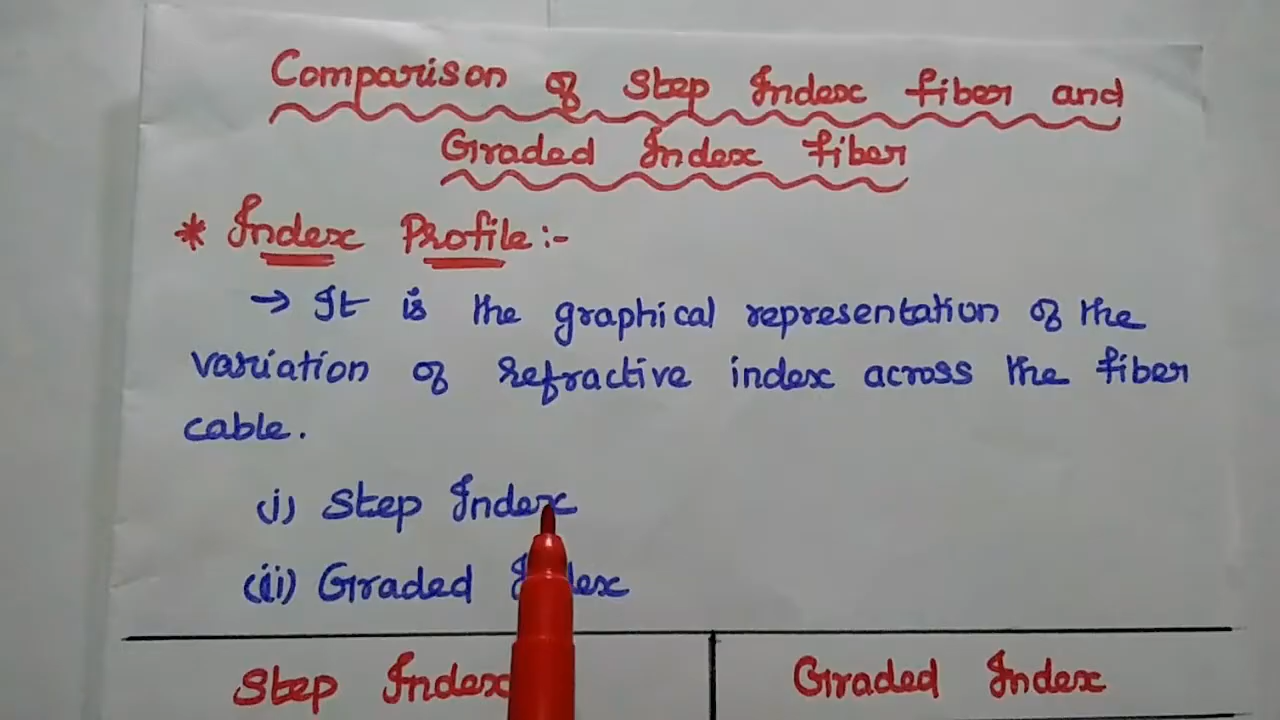 Comparison of Step Index fiber and
Graded Index fiber
* Index Profile:-
→ It is the graphical representation of the
variation of refractive index across the fiber
cable.
(i) Step Index
(ii) Graded Index
Step Index
Graded Index